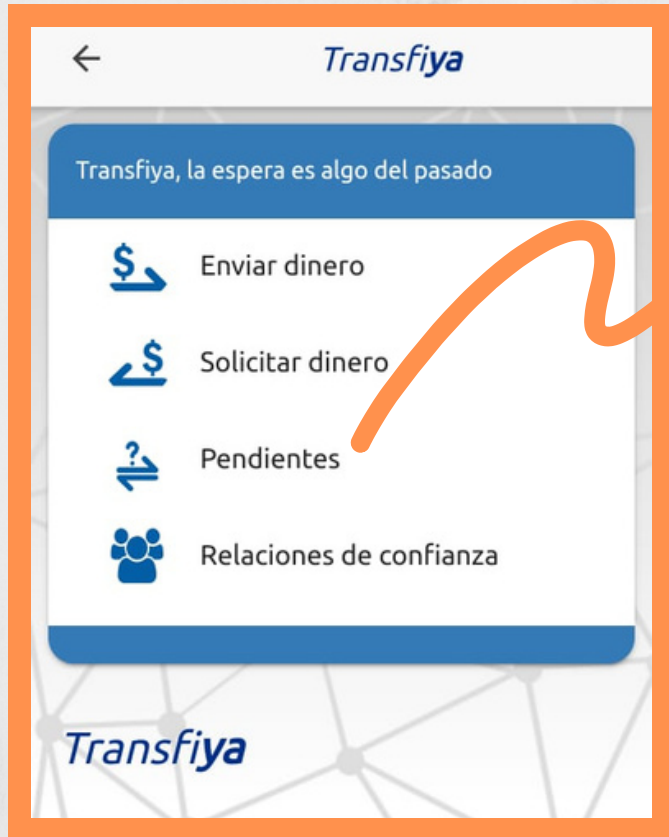 Transfiya
Transfiya, la espera es algo del pasado
$
Enviar dinero
$
Solicitar dinero
?
Pendientes
Relaciones de confianza
Transfiya